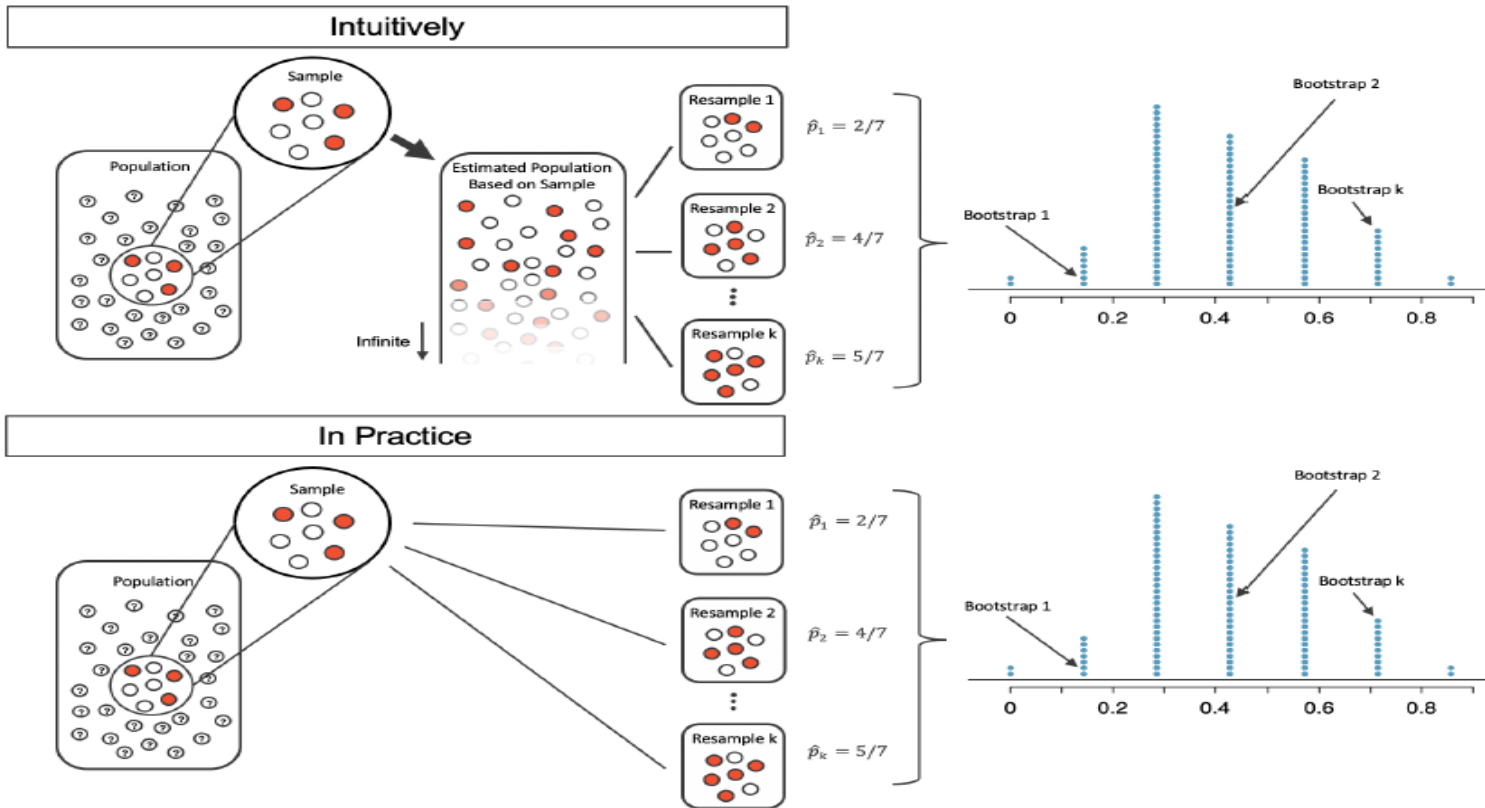 Intuitively
Sample
Population
? ? ? ? ? ? ? ? ? ? ? ? ? ? ? ? ? ? ? ? ? ? ? ? ? ? ?
Estimated Population
Based on Sample
Infinite
Resample 1
p̂₁ = 2/7
Resample 2
p̂₂ = 4/7
Resample k
p̂ₖ = 5/7
Bootstrap 1
Bootstrap 2
Bootstrap k
0 0.2 0.4 0.6 0.8
In Practice
Sample
Population
? ? ? ? ? ? ? ? ? ? ? ? ? ? ? ? ? ? ? ? ? ? ? ? ? ? ?
Resample 1
p̂₁ = 2/7
Resample 2
p̂₂ = 4/7
Resample k
p̂ₖ = 5/7
Bootstrap 1
Bootstrap 2
Bootstrap k
0 0.2 0.4 0.6 0.8